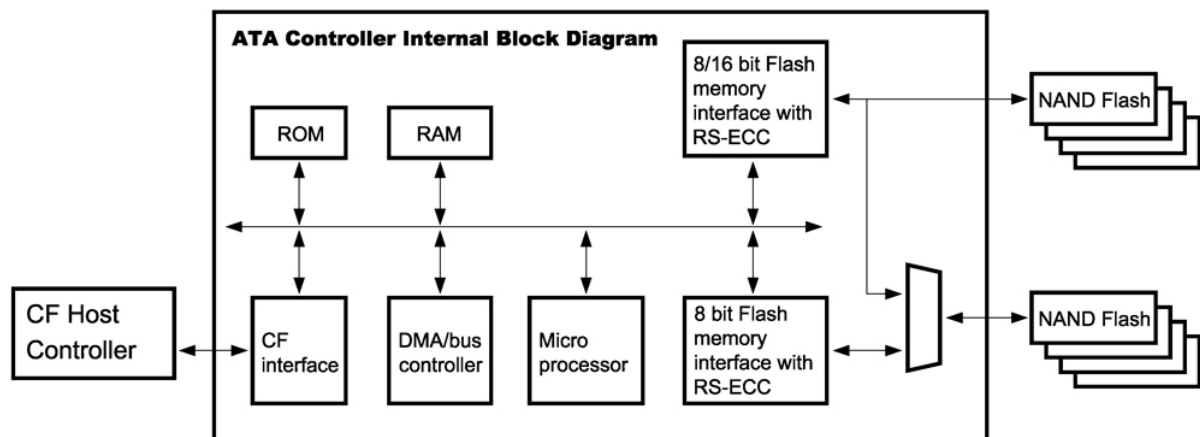 ATA Controller Internal Block Diagram
8/16 bit Flash
memory
interface with
RS-ECC
NAND Flash
ROM
RAM
CF Host
Controller
CF
interface
DMA/bus
controller
Micro
processor
8 bit Flash
memory
interface with
RS-ECC
NAND Flash